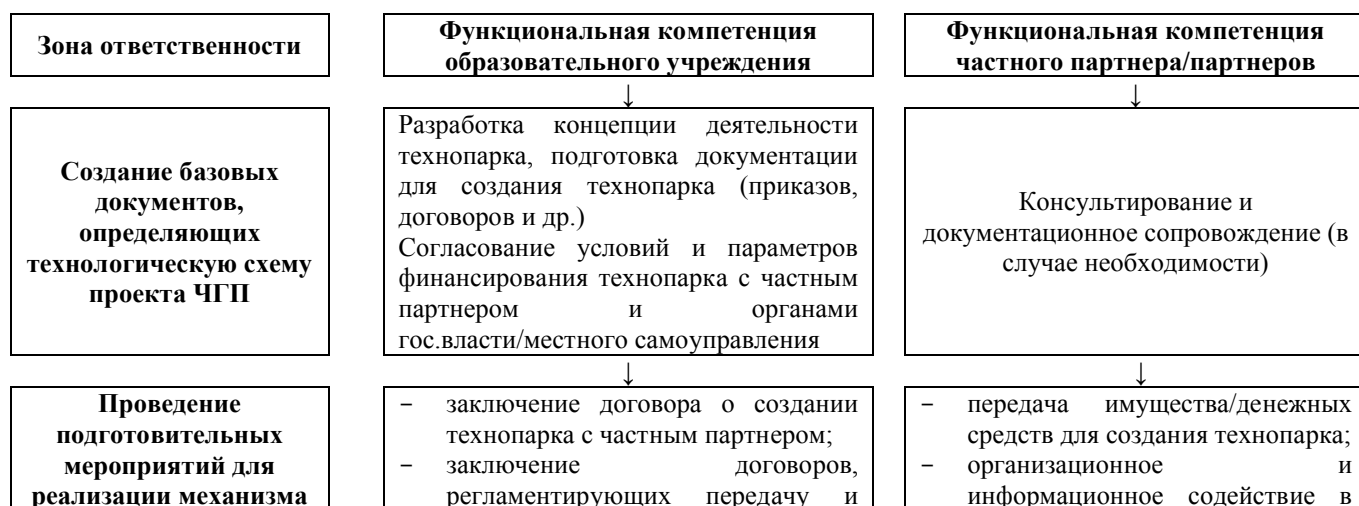 Зона ответственности
Функциональная компетенция
образовательного учреждения
Функциональная компетенция
частного партнера/партнеров
↓
↓
Создание базовых
документов,
определяющих
технологическую схему
проекта ЧГП
Разработка концепции деятельности
технопарка, подготовка документации
для создания технопарка (приказов,
договоров и др.)
Согласование условий и параметров
финансирования технопарка с частным
партнером и органами
гос.власти/местного самоуправления
Консультирование и
документационное сопровождение (в
случае необходимости)
↓
↓
Проведение
подготовительных
мероприятий для
реализации механизма
− заключение договора о создании
технопарка с частным партнером;
− заключение договоров,
регламентирующих передачу и
− передача имущества/денежных
средств для создания технопарка;
− организационное и
информационное содействие в